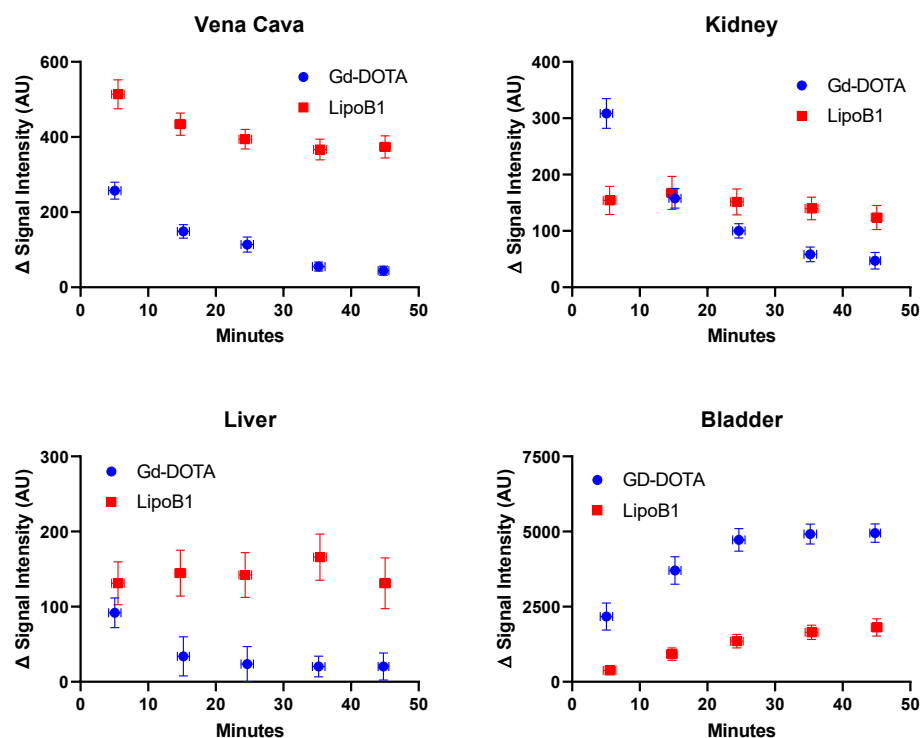 Vena Cava
Δ Signal Intensity (AU)
600
400
200
0
0 10 20 30 40 50
Minutes
Gd-DOTA
LipoB1
Kidney
Δ Signal Intensity (AU)
400
300
200
100
0
0 10 20 30 40 50
Minutes
Gd-DOTA
LipoB1
Liver
Δ Signal Intensity (AU)
300
200
100
0
0 10 20 30 40 50
Minutes
Gd-DOTA
LipoB1
Bladder
Δ Signal Intensity (AU)
7500
5000
2500
0
0 10 20 30 40 50
Minutes
GD-DOTA
LipoB1